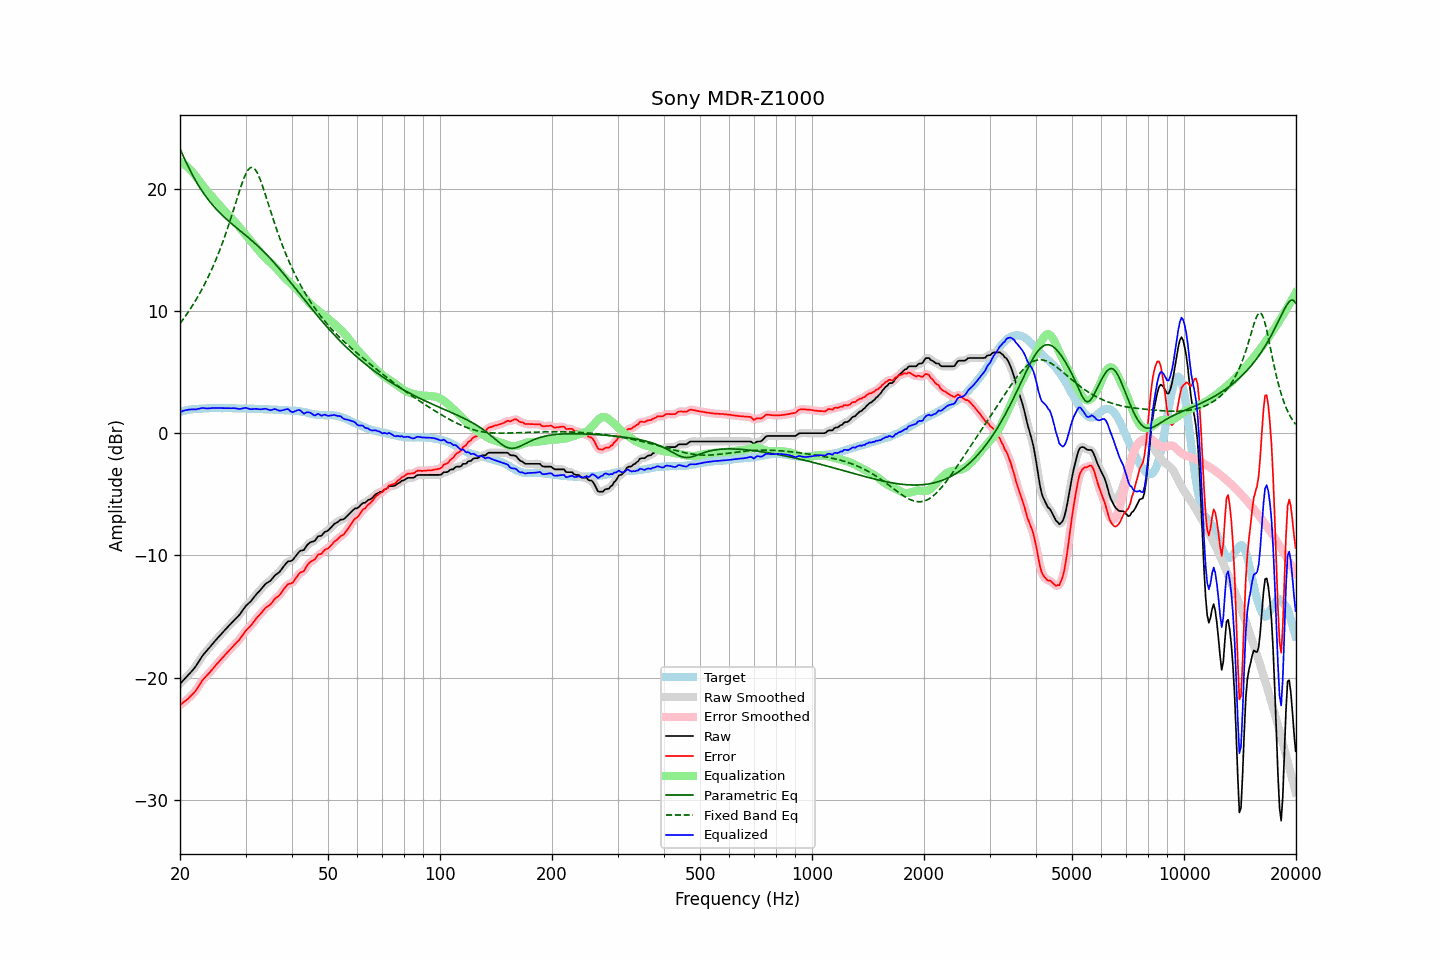 Sony MDR-Z1000
Amplitude (dBr)
20
10
0
−10
−20
−30
Target
Raw Smoothed
Error Smoothed
Raw
Error
Equalization
Parametric Eq
Fixed Band Eq
Equalized
20 50 100 200 500 1000 2000 5000 10000 20000
Frequency (Hz)